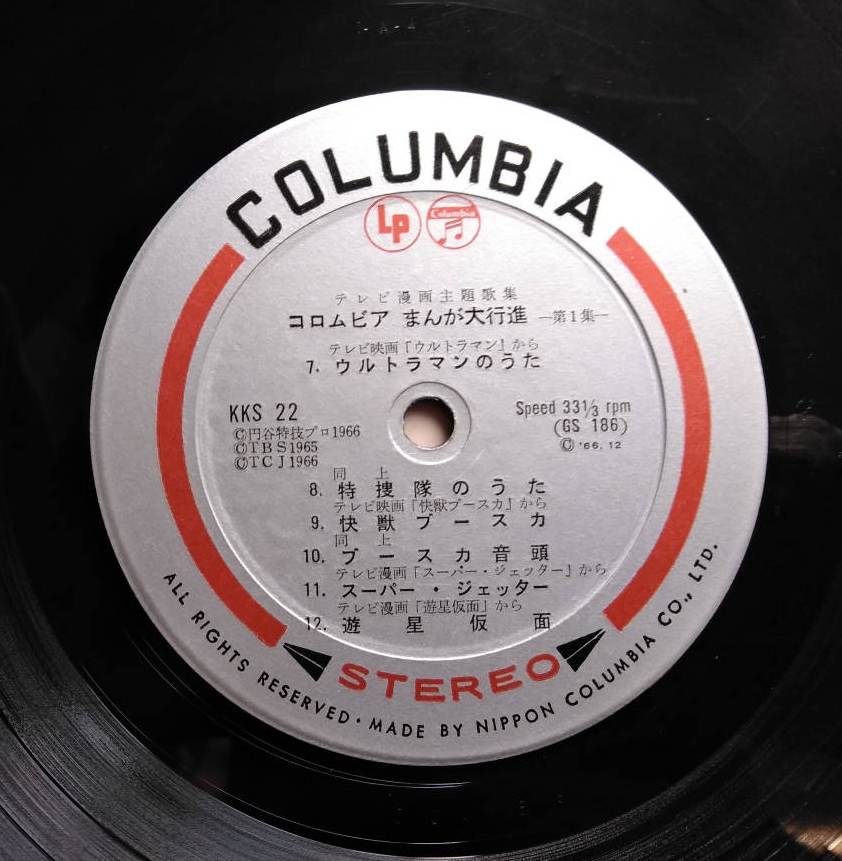 COLUMBIA
Lp
Columbia
テレビ漫画主題歌集
コロムビア まんが大行進 —第1集—
テレビ映画『ウルトラマン』から
7. ウルトラマンのうた
KKS 22
Speed 33 1/3 rpm
(GS 186)
Ⓒ円谷特技プロ1966
ⒸTBS1965
ⒸTCJ1966
Ⓒ '66. 12
同 上
8. 特捜隊のうた
テレビ映画『快獣ブースカ』から
9. 快獣ブースカ
同 上
10. ブースカ音頭
テレビ漫画『スーパー・ジェッター』から
11. スーパー・ジェッター
テレビ漫画『遊星仮面』から
12. 遊星仮面
STEREO
ALL RIGHTS RESERVED・MADE BY NIPPON COLUMBIA CO., LTD.